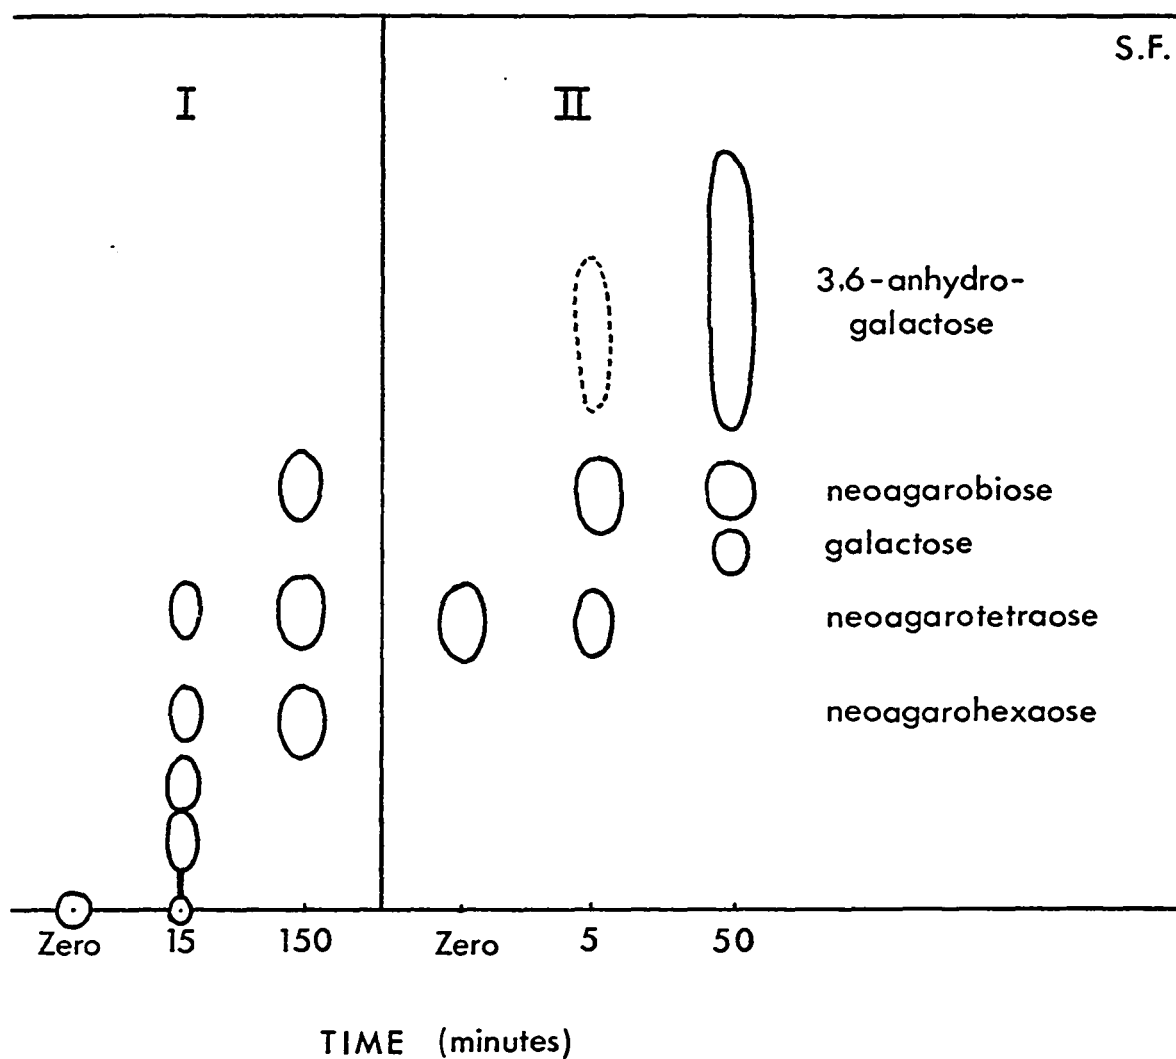 S.F.
I
II
3,6-anhydro-
galactose
neoagarobiose
galactose
neoagarotetraose
neoagarohexaose
Zero 15 150 Zero 5 50
TIME (minutes)